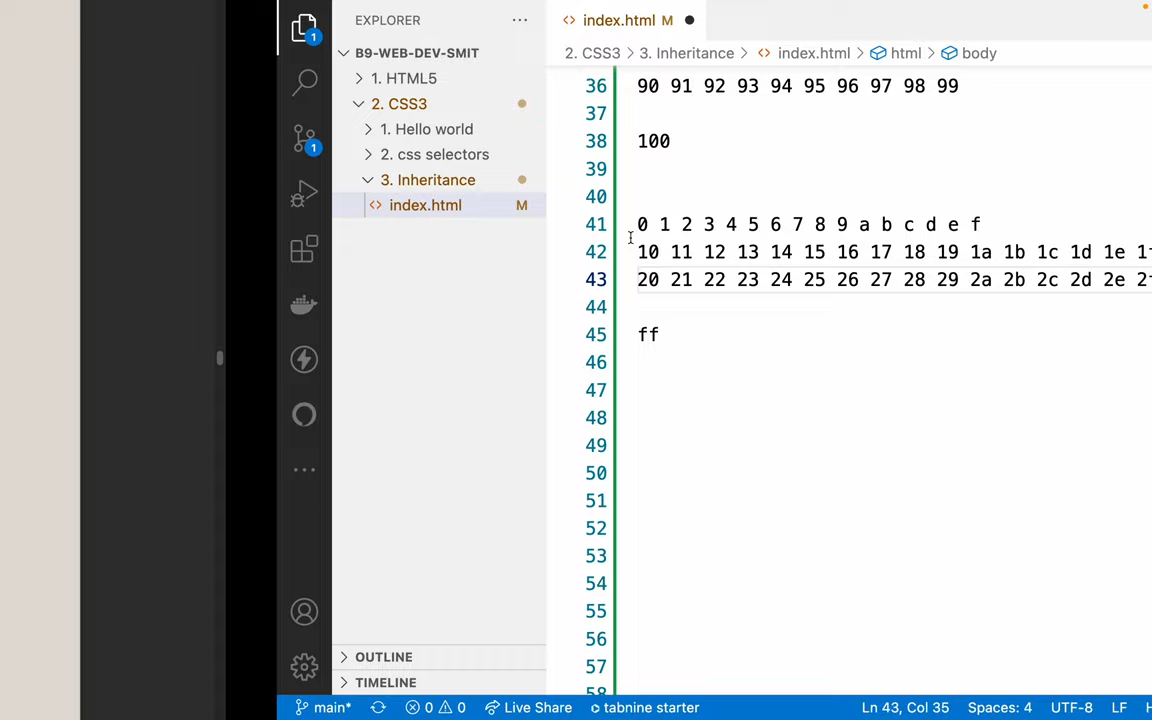 EXPLORER
index.html M
B9-WEB-DEV-SMIT
2. CSS3 > 3. Inheritance > index.html > html > body
1. HTML5
2. CSS3
1. Hello world
2. css selectors
3. Inheritance
index.html M
1
1
36 90 91 92 93 94 95 96 97 98 99
37
38 100
39
40
41 0 1 2 3 4 5 6 7 8 9 a b c d e f
42 10 11 12 13 14 15 16 17 18 19 1a 1b 1c 1d 1e 1f
43 20 21 22 23 24 25 26 27 28 29 2a 2b 2c 2d 2e 2f
44
45 ff
46
47
48
49
50
51
52
53
54
55
56
57
58
OUTLINE
TIMELINE
main* 0 0 Live Share tabnine starter Ln 43, Col 35 Spaces: 4 UTF-8 LF